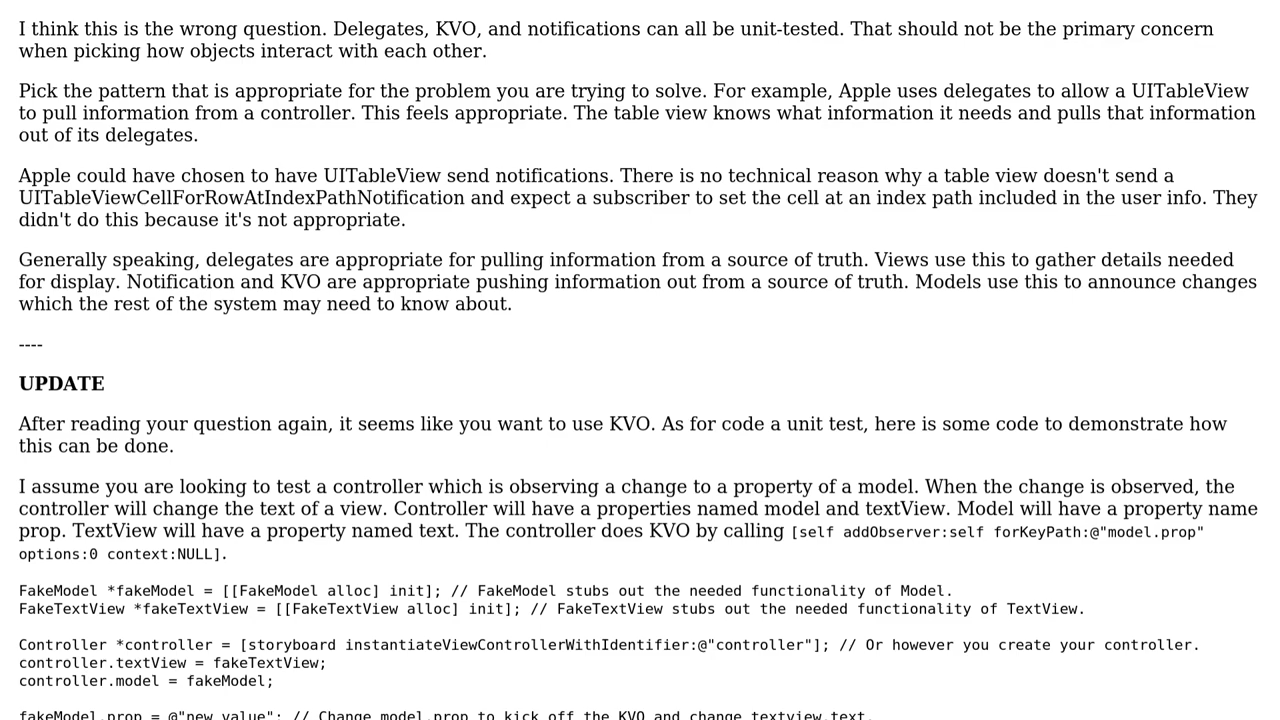 I think this is the wrong question. Delegates, KVO, and notifications can all be unit-tested. That should not be the primary concern
when picking how objects interact with each other.
Pick the pattern that is appropriate for the problem you are trying to solve. For example, Apple uses delegates to allow a UITableView
to pull information from a controller. This feels appropriate. The table view knows what information it needs and pulls that information
out of its delegates.
Apple could have chosen to have UITableView send notifications. There is no technical reason why a table view doesn't send a
UITableViewCellForRowAtIndexPathNotification and expect a subscriber to set the cell at an index path included in the user info. They
didn't do this because it's not appropriate.
Generally speaking, delegates are appropriate for pulling information from a source of truth. Views use this to gather details needed
for display. Notification and KVO are appropriate pushing information out from a source of truth. Models use this to announce changes
which the rest of the system may need to know about.
----
UPDATE
After reading your question again, it seems like you want to use KVO. As for code a unit test, here is some code to demonstrate how
this can be done.
I assume you are looking to test a controller which is observing a change to a property of a model. When the change is observed, the
controller will change the text of a view. Controller will have a properties named model and textView. Model will have a property name
prop. TextView will have a property named text. The controller does KVO by calling [self addObserver:self forKeyPath:@"model.prop"
options:0 context:NULL].
FakeModel *fakeModel = [[FakeModel alloc] init]; // FakeModel stubs out the needed functionality of Model.
FakeTextView *fakeTextView = [[FakeTextView alloc] init]; // FakeTextView stubs out the needed functionality of TextView.
Controller *controller = [storyboard instantiateViewControllerWithIdentifier:@"controller"]; // Or however you create your controller.
controller.textView = fakeTextView;
controller.model = fakeModel;
fakeModel.prop = @"new value"; // Change model.prop to kick off the KVO and change textview.text.